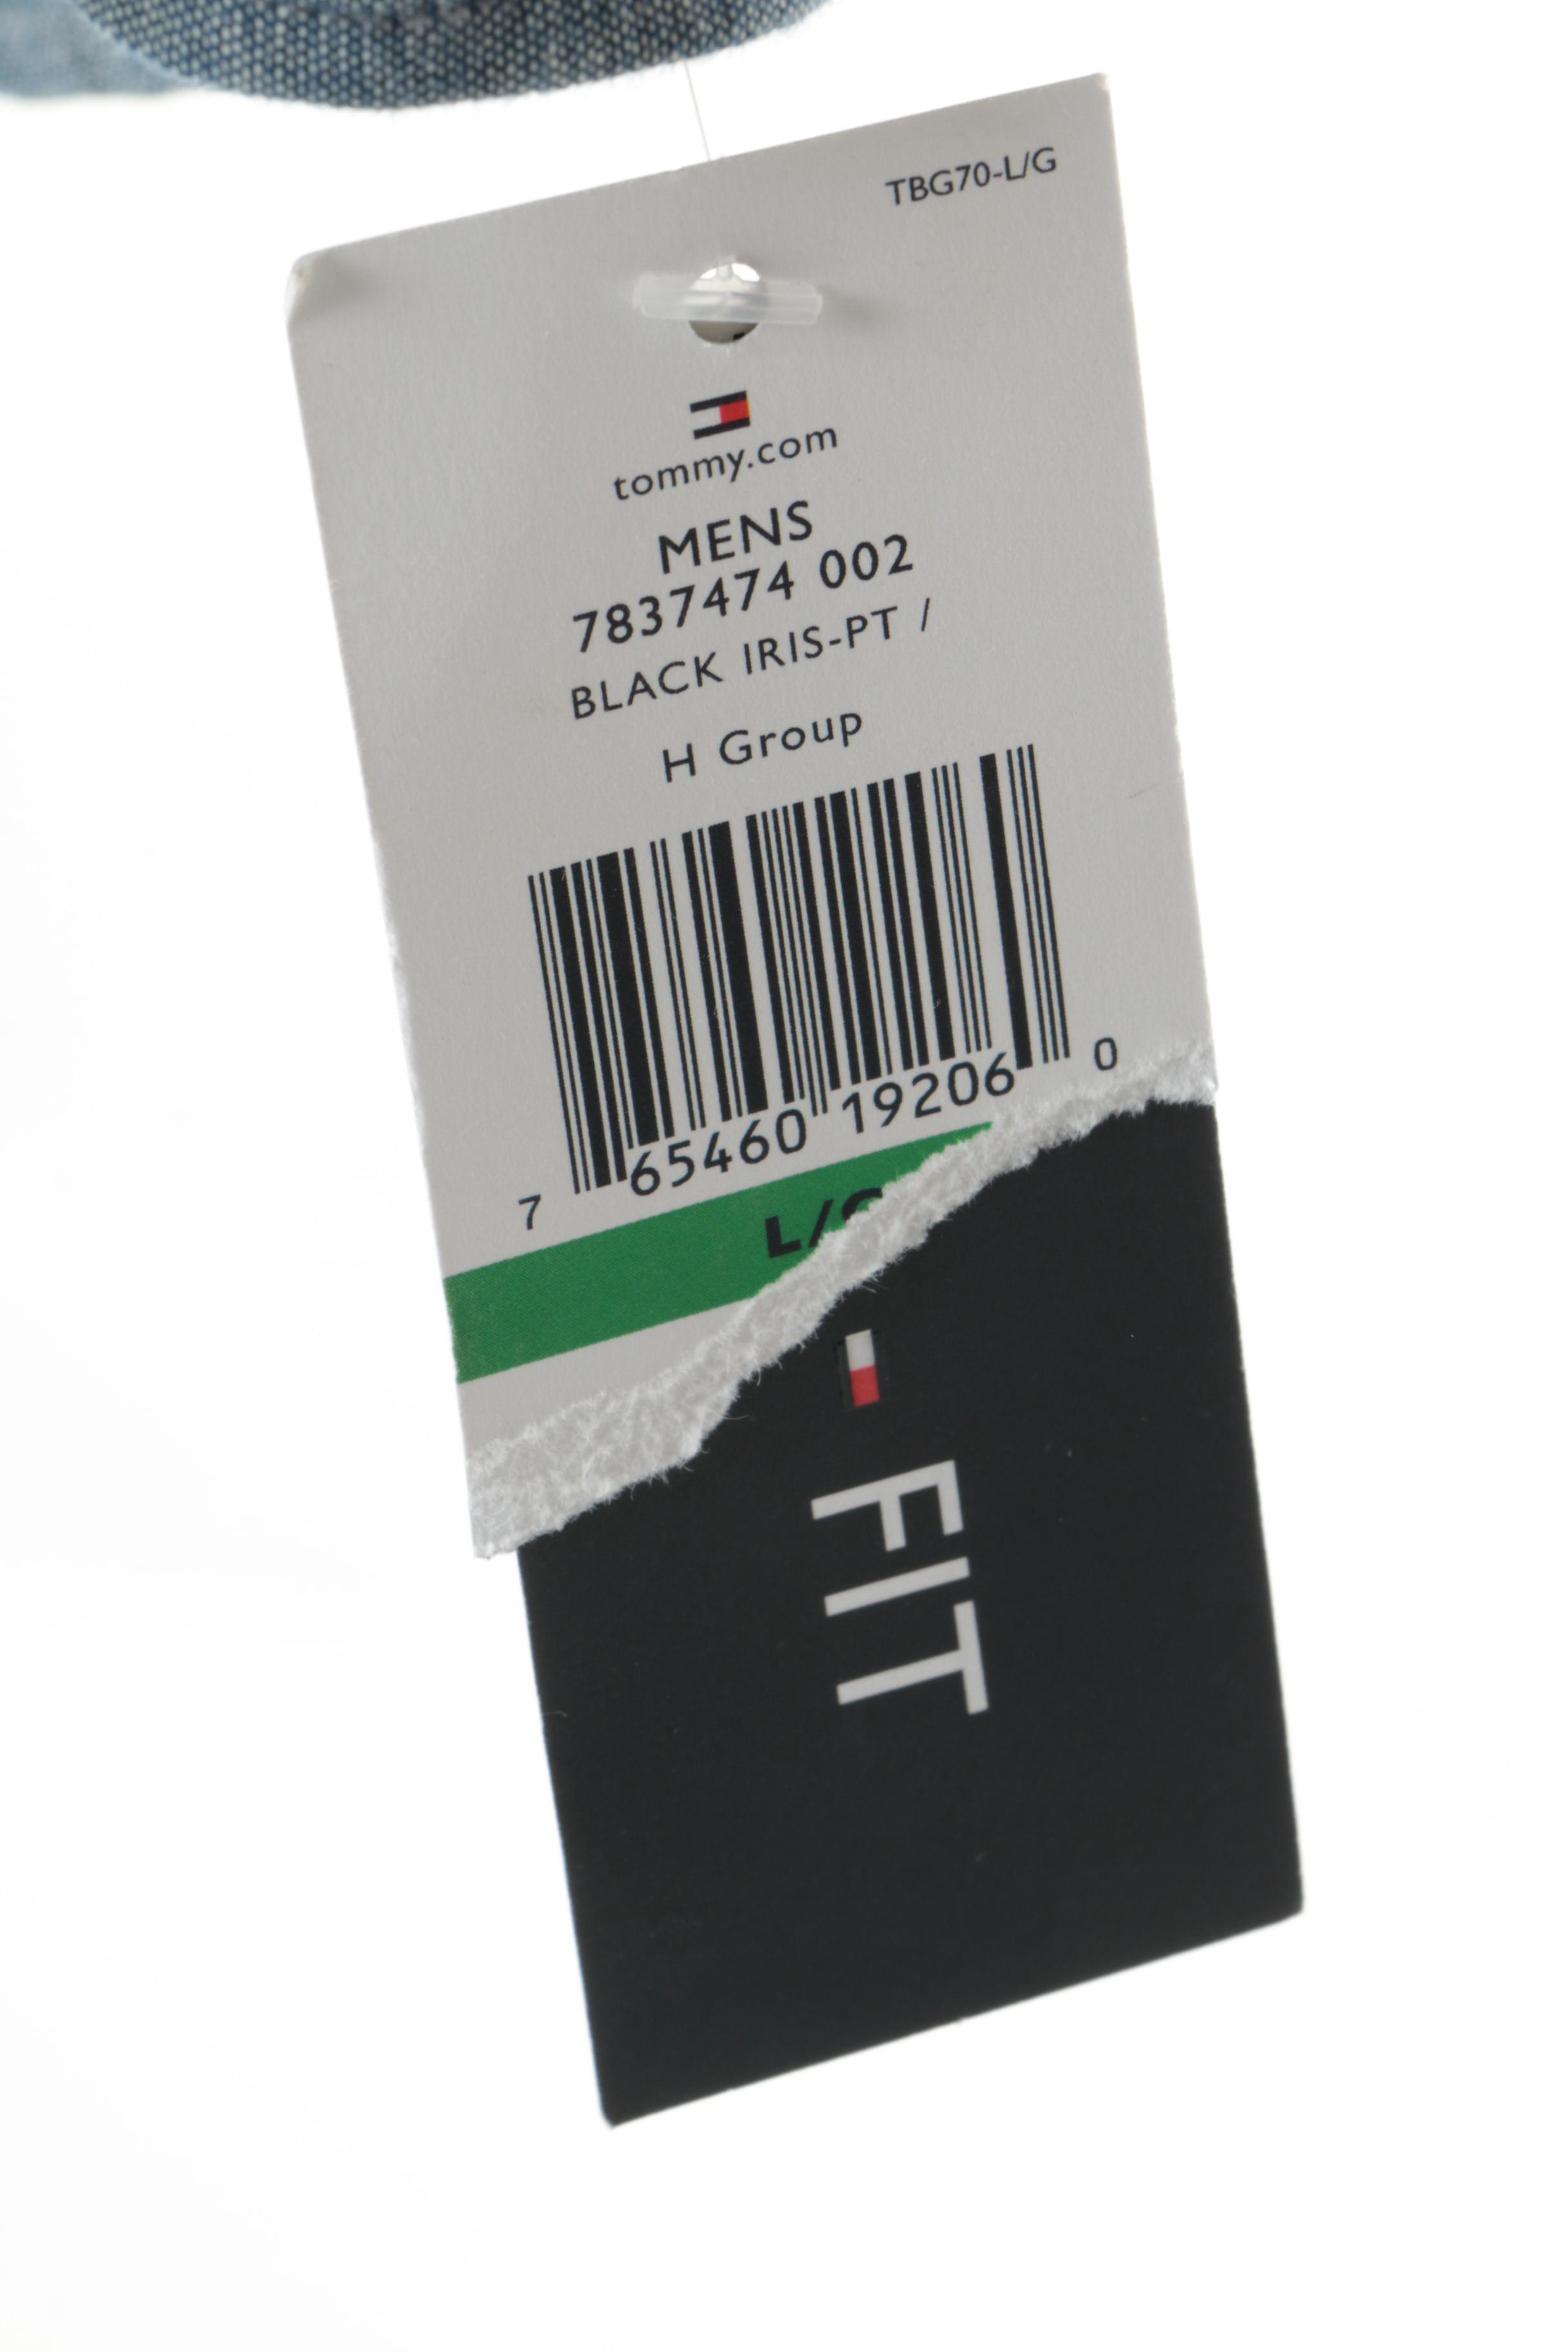 TBG70-L/G
tommy.com
MENS
7837474 002
BLACK IRIS-PT /
H Group
7 65460 19206 0
L/G
FIT